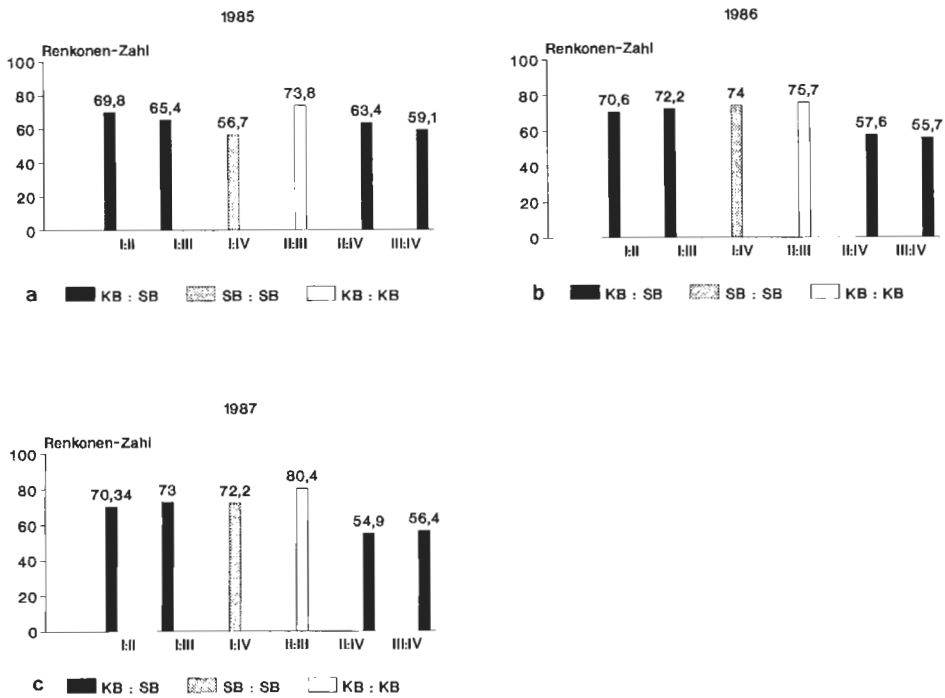 1985
Renkonen-Zahl
100
80
60
40
20
0
69,8
65,4
56,7
73,8
63,4
59,1
I:II
I:III
I:IV
II:III
II:IV
III:IV
a KB : SB SB : SB KB : KB
1986
Renkonen-Zahl
100
80
60
40
20
0
70,6
72,2
74
75,7
57,6
55,7
I:II
I:III
I:IV
II:III
II:IV
III:IV
b KB : SB SB : SB KB : KB
1987
Renkonen-Zahl
100
80
60
40
20
0
70,34
73
72,2
80,4
54,9
56,4
I:II
I:III
I:IV
II:III
II:IV
III:IV
c KB : SB SB : SB KB : KB